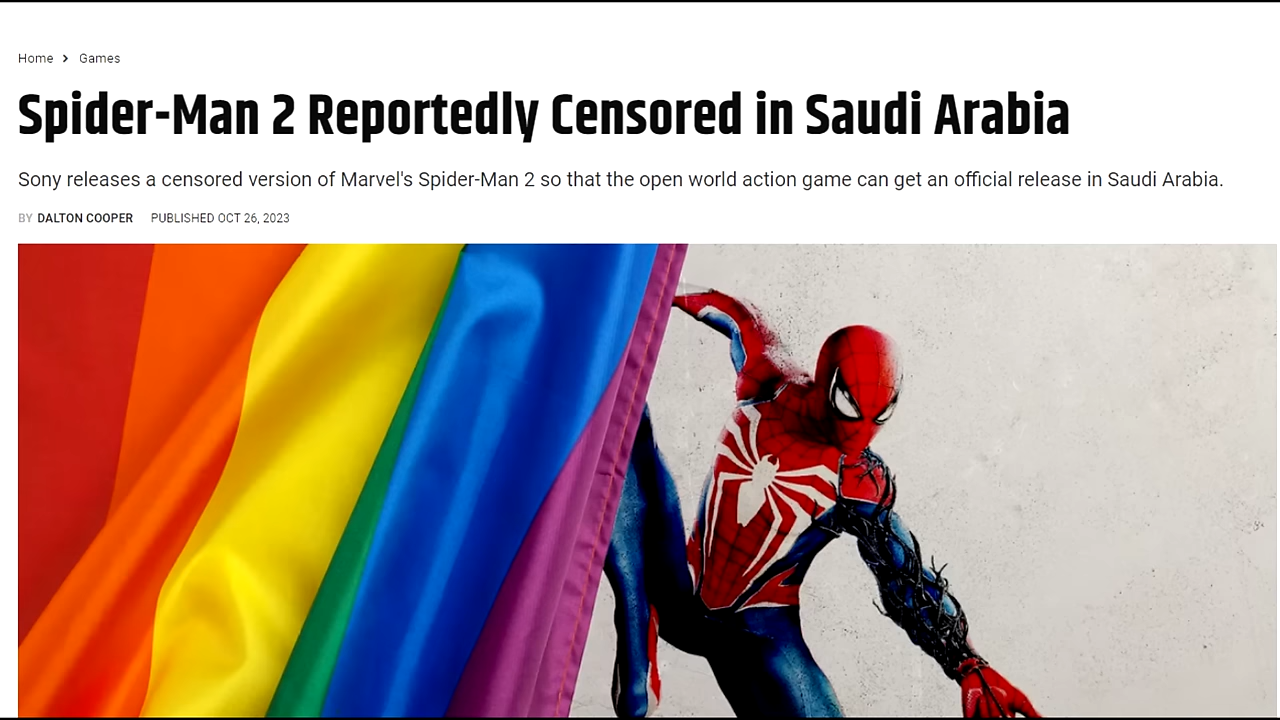 Home > Games
Spider-Man 2 Reportedly Censored in Saudi Arabia
Sony releases a censored version of Marvel's Spider-Man 2 so that the open world action game can get an official release in Saudi Arabia.
BY DALTON COOPER PUBLISHED OCT 26, 2023